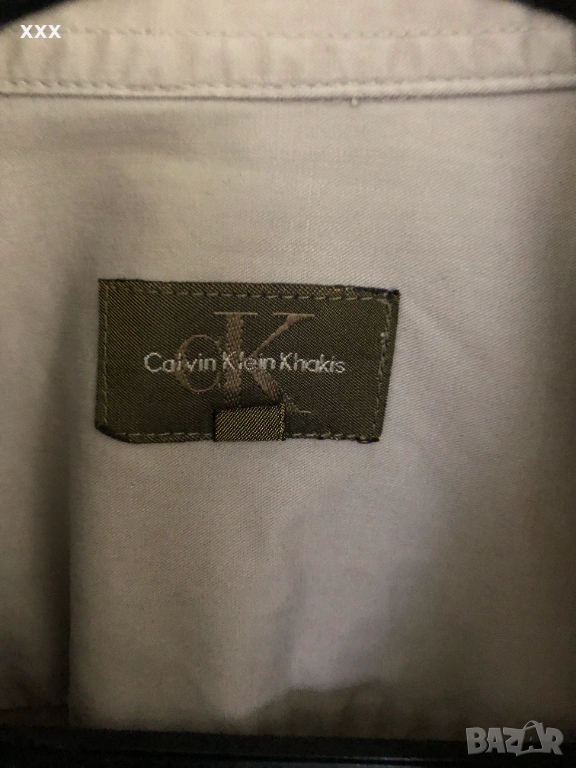 xxx
cK
Calvin Klein Khakis
BAZAR